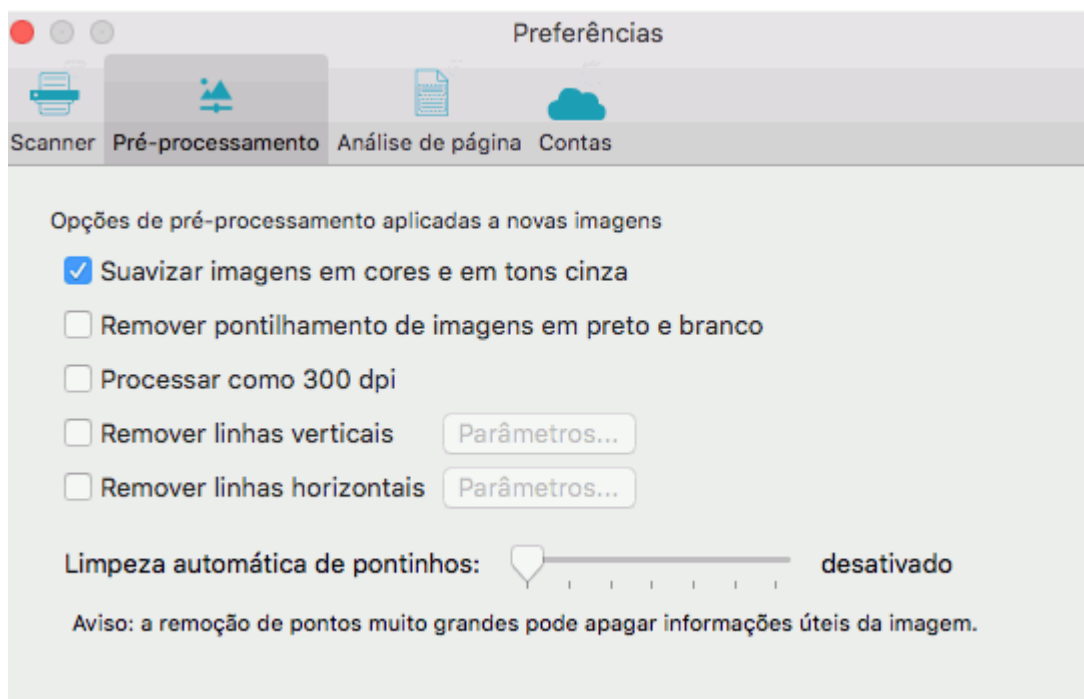 Preferências
Scanner Pré-processamento Análise de página Contas
Opções de pré-processamento aplicadas a novas imagens
Suavizar imagens em cores e em tons cinza
Remover pontilhamento de imagens em preto e branco
Processar como 300 dpi
Remover linhas verticais Parâmetros...
Remover linhas horizontais Parâmetros...
Limpeza automática de pontinhos: desativado
Aviso: a remoção de pontos muito grandes pode apagar informações úteis da imagem.